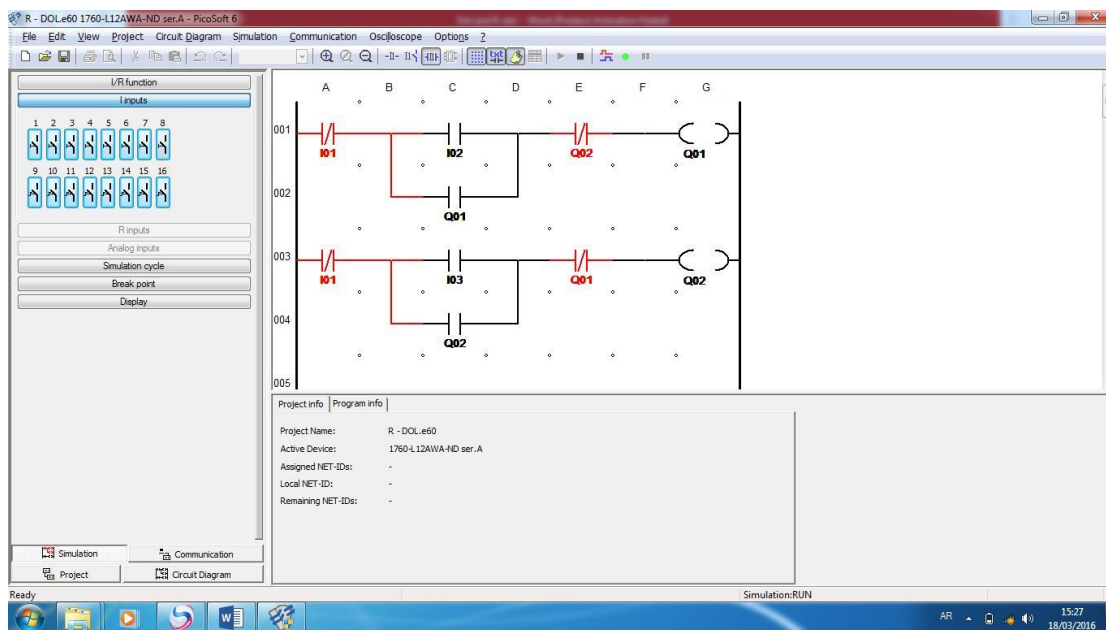 R - DOL.e60 1760-L12AWA-ND ser.A - PicoSoft 6
File Edit View Project Circuit Diagram Simulation Communication Oscilloscope Options ?
I/R function
I inputs
1 2 3 4 5 6 7 8
9 10 11 12 13 14 15 16
R inputs
Analog inputs
Simulation cycle
Break point
Display
Simulation Communication
Project Circuit Diagram
A B C D E F G
001
I01 I02 Q02 Q01
002
Q01
003
I01 I03 Q01 Q02
004
Q02
005
Project info Program info
Project Name: R - DOL.e60
Active Device: 1760-L12AWA-ND ser.A
Assigned NET-IDs: -
Local NET-ID: -
Remaining NET-IDs: -
Ready Simulation:RUN
AR 15:27
18/03/2016